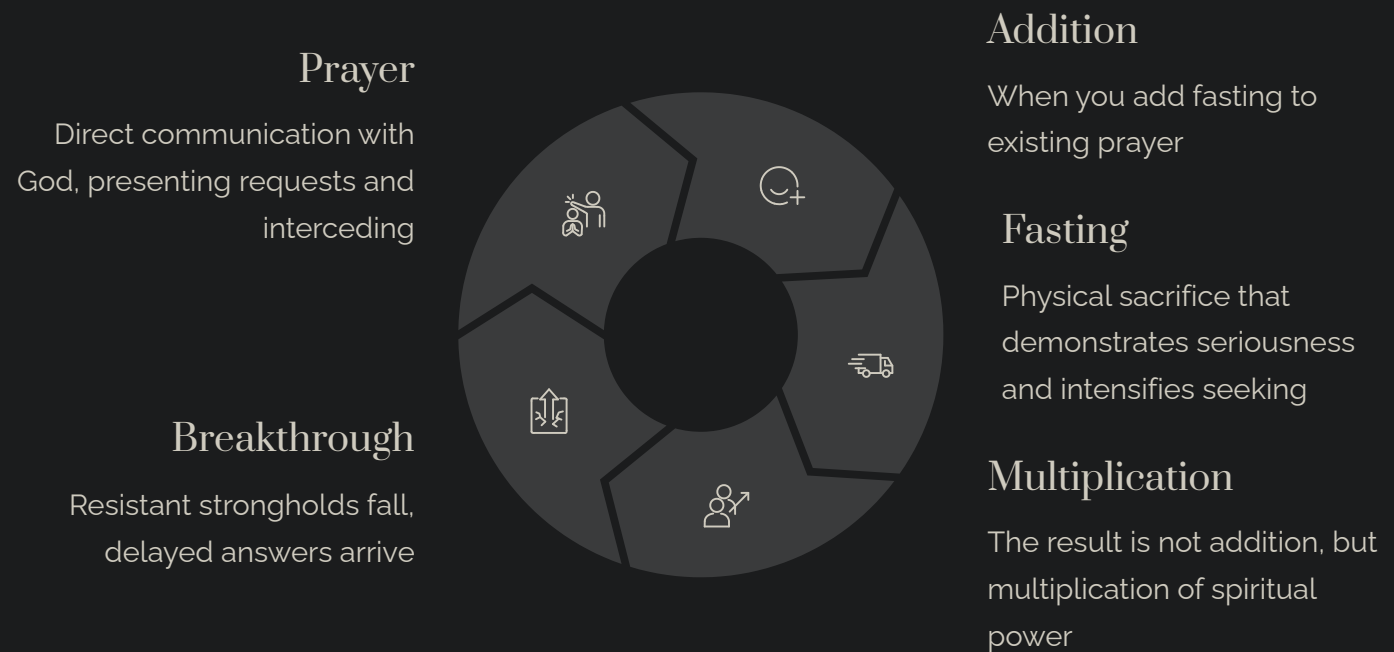 Prayer
Direct communication with
God, presenting requests and
interceding
Addition
When you add fasting to
existing prayer
Fasting
Physical sacrifice that
demonstrates seriousness
and intensifies seeking
Multiplication
The result is not addition, but
multiplication of spiritual
power
Breakthrough
Resistant strongholds fall,
delayed answers arrive